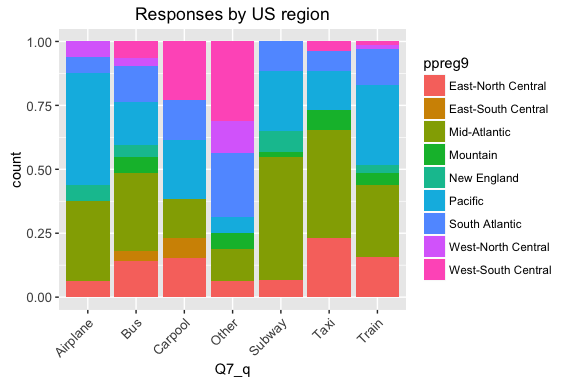 Responses by US region
1.00
0.75
0.50
0.25
0.00
count
Airplane
Bus
Carpool
Other
Subway
Taxi
Train
Q7_q
ppreg9
East-North Central
East-South Central
Mid-Atlantic
Mountain
New England
Pacific
South Atlantic
West-North Central
West-South Central